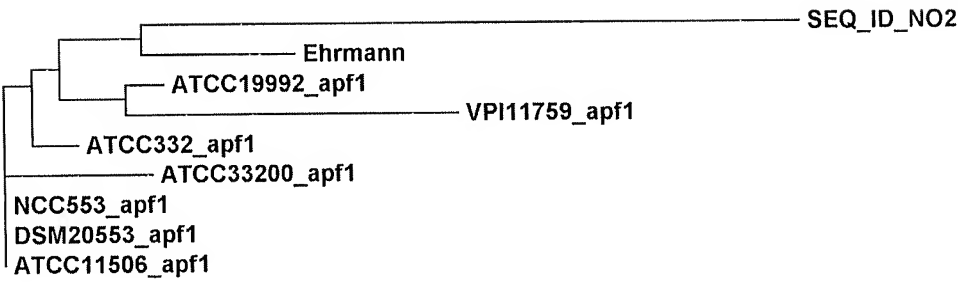 SEQ_ID_NO2
Ehrmann
ATCC19992_apf1
VPI11759_apf1
ATCC332_apf1
ATCC33200_apf1
NCC553_apf1
DSM20553_apf1
ATCC11506_apf1